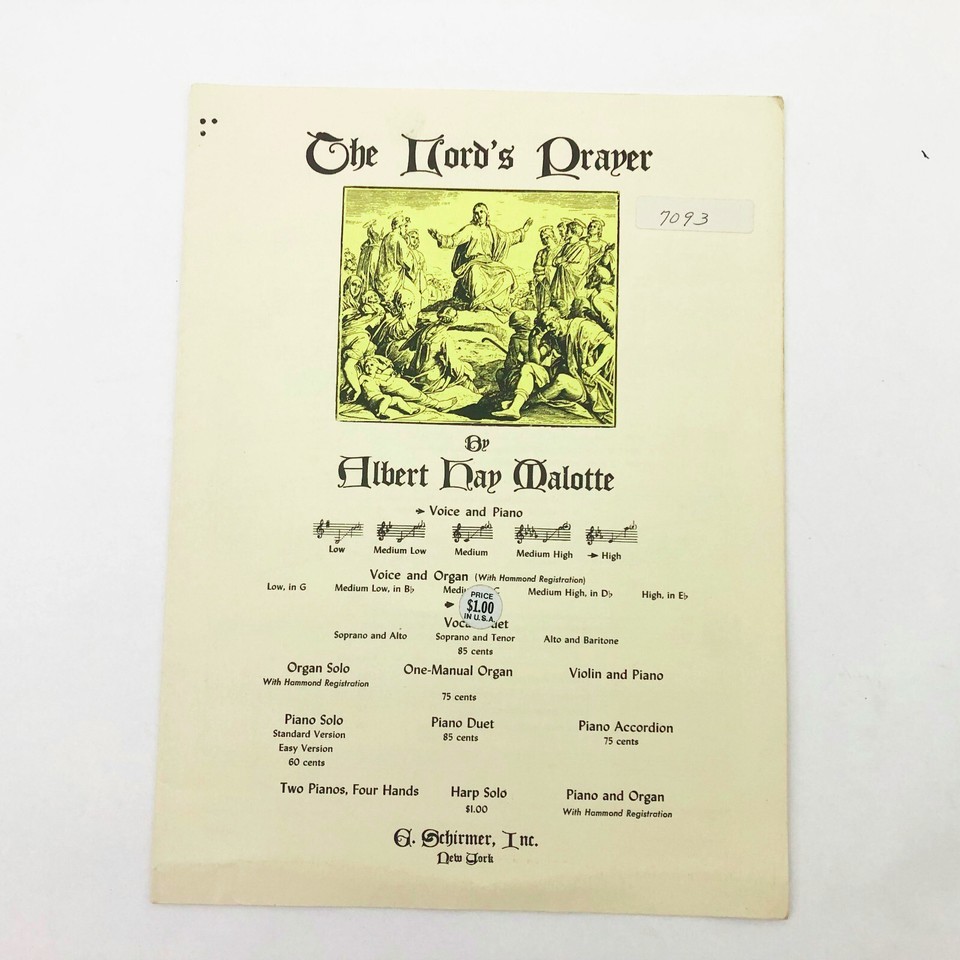 The Lord's Prayer
7093
By
Albert Hay Malotte
Voice and Piano
Low Medium Low Medium Medium High High
Voice and Organ (With Hammond Registration)
Low, in G Medium Low, in B♭ Medium High, in D♭ High, in E♭
PRICE
$1.00
IN U.S.A.
Soprano and Alto Soprano and Tenor Alto and Baritone
85 cents
Organ Solo One-Manual Organ Violin and Piano
With Hammond Registration
75 cents
Piano Solo Piano Duet Piano Accordion
Standard Version 85 cents 75 cents
Easy Version
60 cents
Two Pianos, Four Hands Harp Solo Piano and Organ
$1.00 With Hammond Registration
G. Schirmer, Inc.
New York